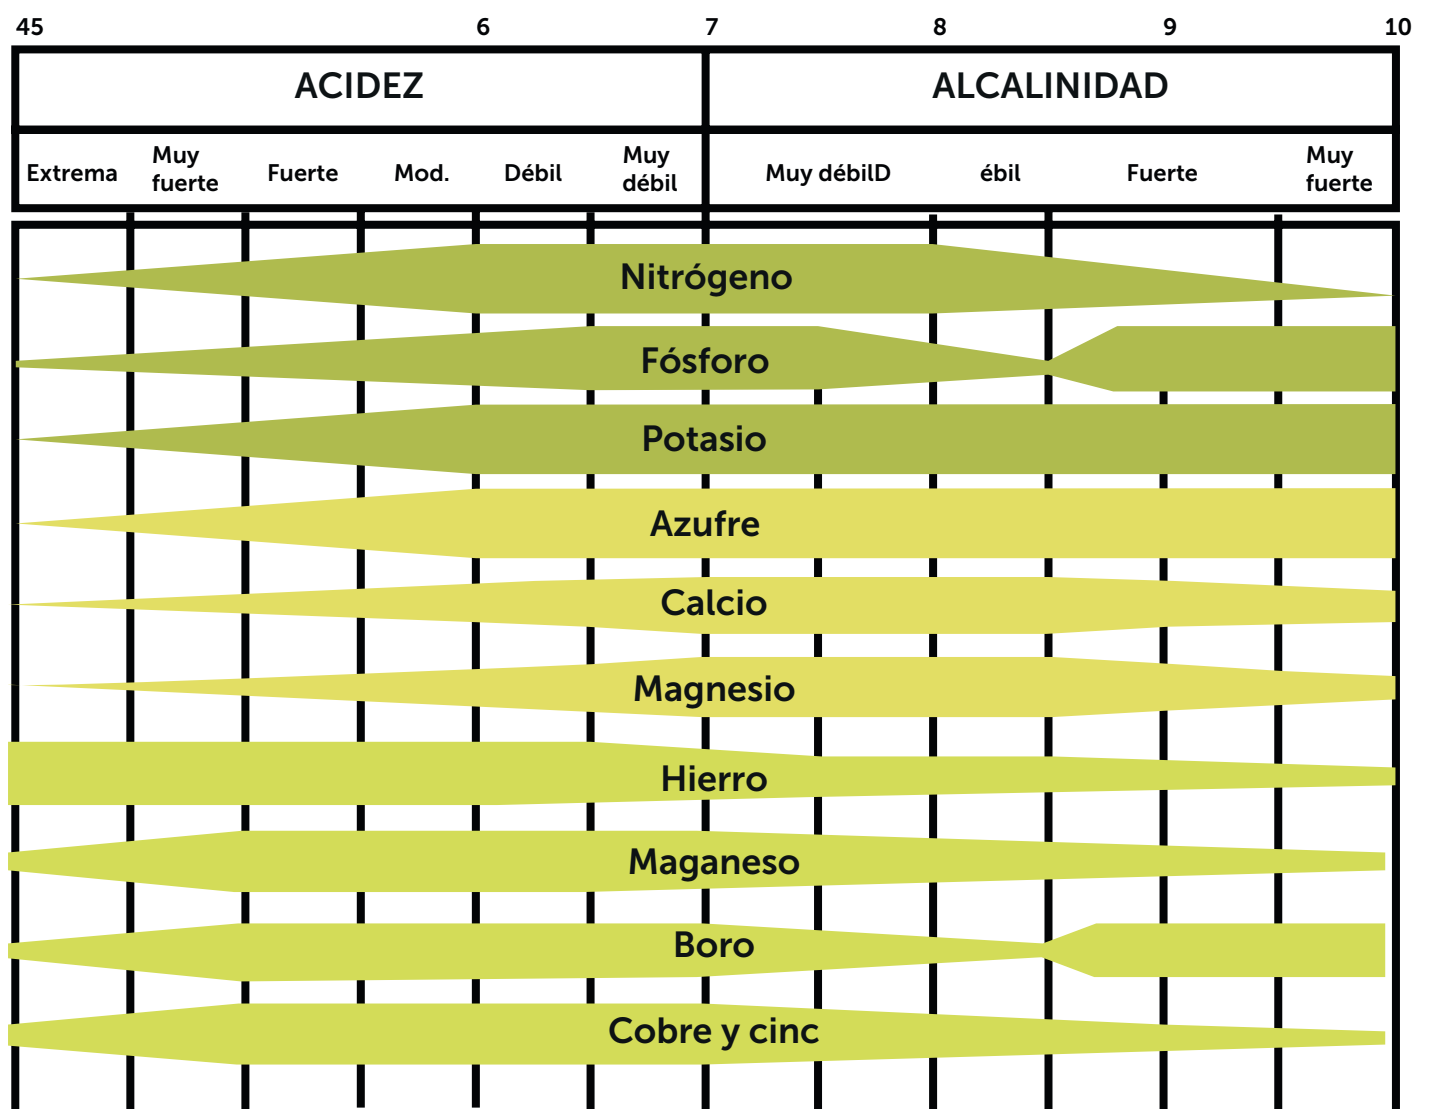 45 6 7 8 9 10
ACIDEZ ALCALINIDAD
Extrema Muy fuerte Fuerte Mod. Débil Muy débil Muy débilD ébil Fuerte Muy fuerte
Nitrógeno
Fósforo
Potasio
Azufre
Calcio
Magnesio
Hierro
Maganeso
Boro
Cobre y cinc